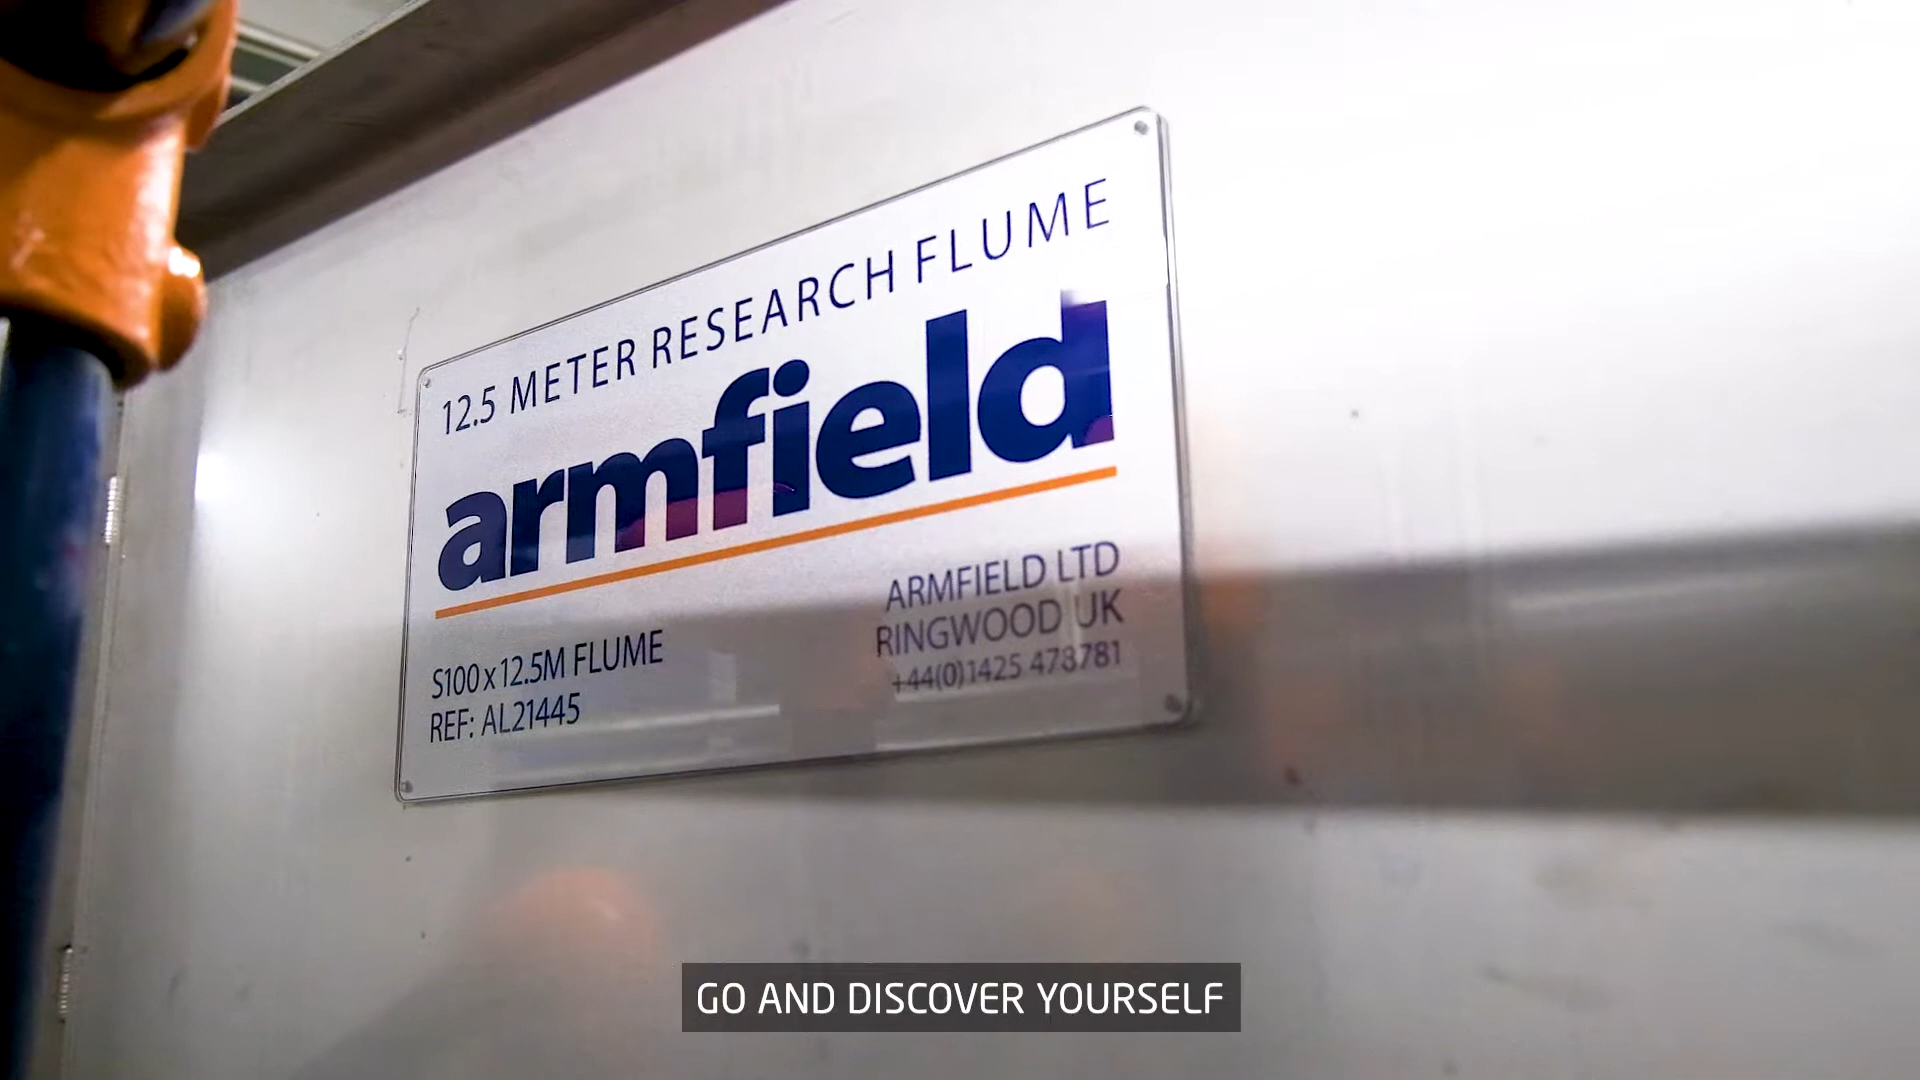 12.5 METER RESEARCH FLUME
armfield
S100 x 12.5M FLUME
REF: AL21445
ARMFIELD LTD
RINGWOOD UK
+44(0)1425 478781
GO AND DISCOVER YOURSELF